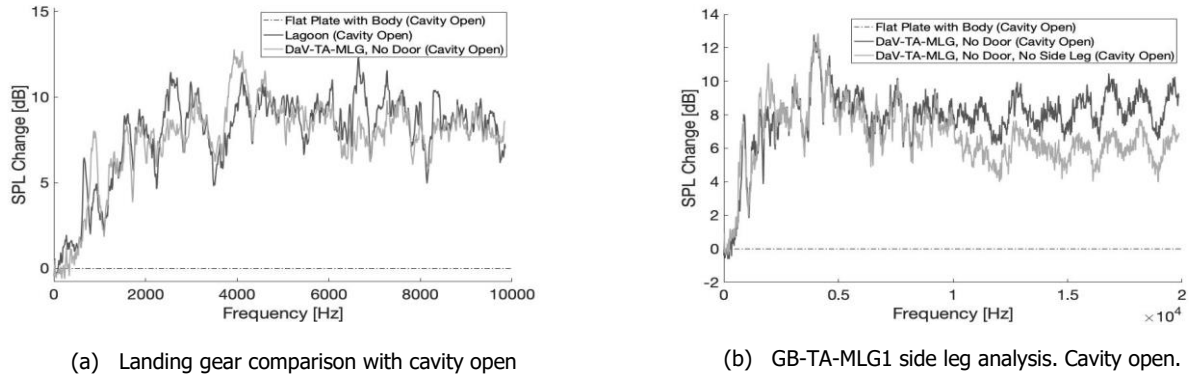 15
10
5
0
SPL Change [dB]
Flat Plate with Body (Cavity Open)
Lagoon (Cavity Open)
DaV-TA-MLG, No Door (Cavity Open)
0 2000 4000 6000 8000 10000
Frequency [Hz]
(a) Landing gear comparison with cavity open
14
12
10
8
6
4
2
0
-2
SPL Change [dB]
Flat Plate with Body (Cavity Open)
DaV-TA-MLG, No Door (Cavity Open)
DaV-TA-MLG, No Door, No Side Leg (Cavity Open)
0 0.5 1 1.5 2
× 10⁴
Frequency [Hz]
(b) GB-TA-MLG1 side leg analysis. Cavity open.